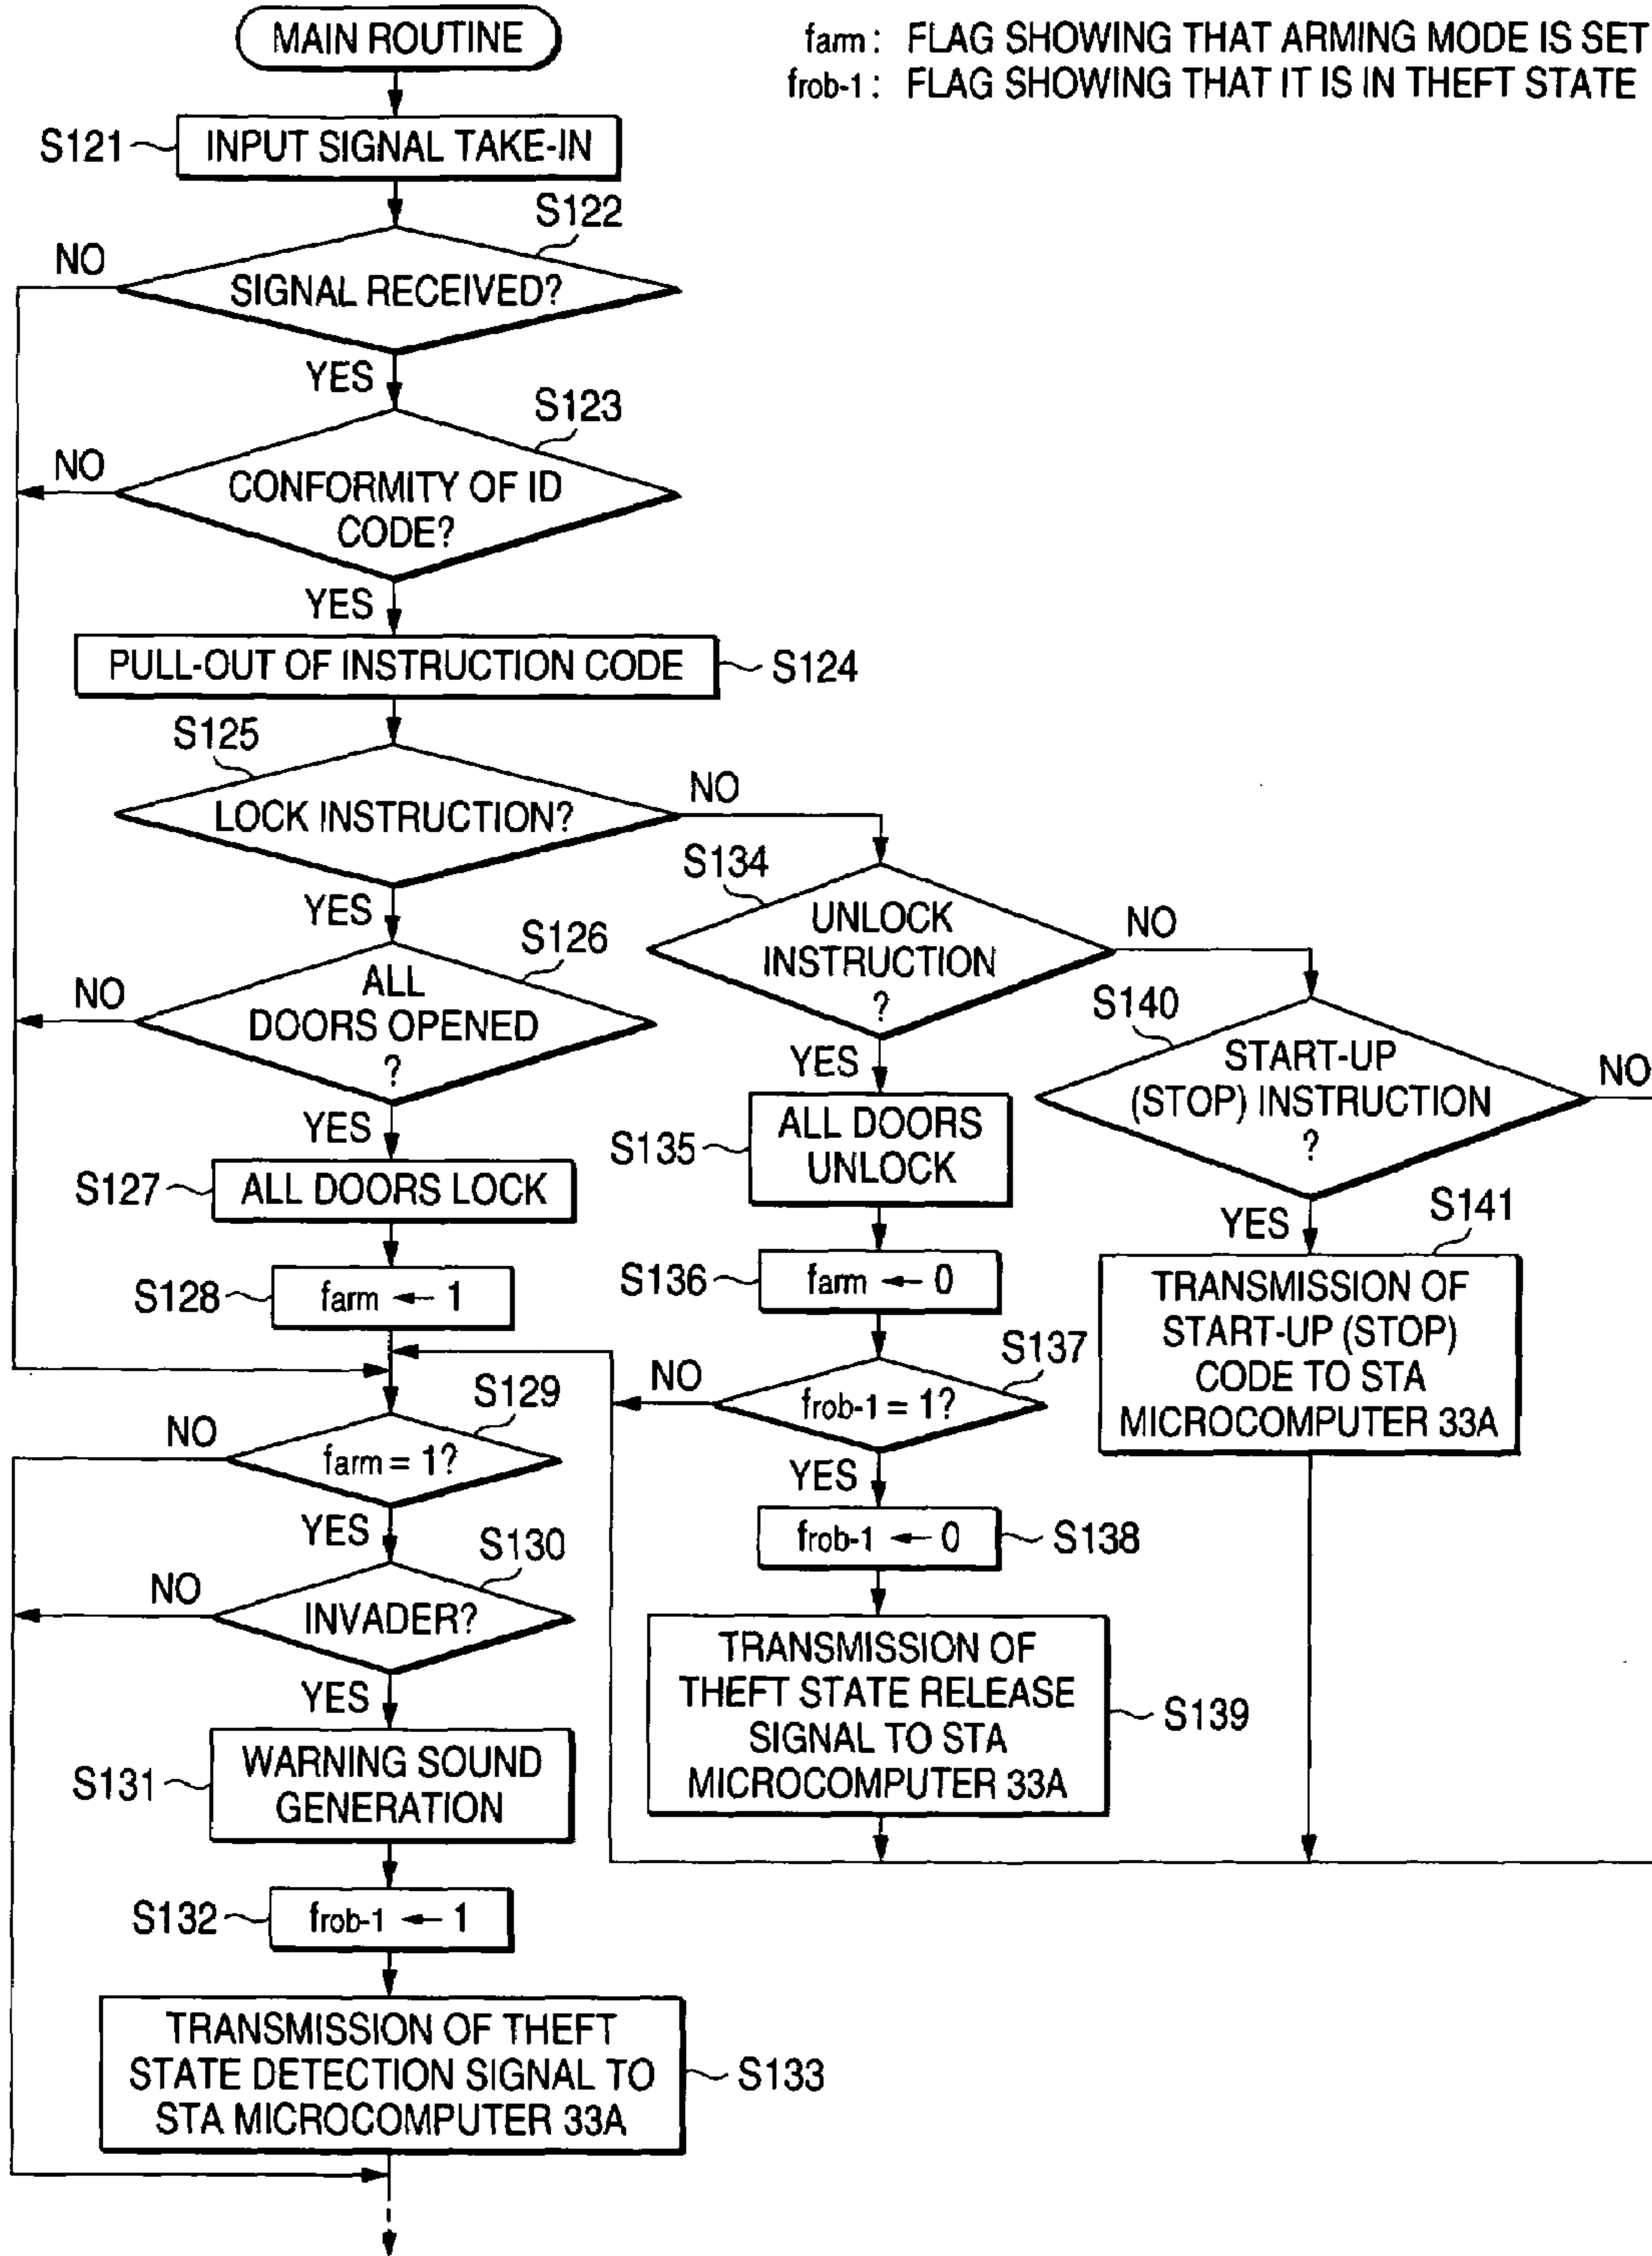 MAIN ROUTINE
farm : FLAG SHOWING THAT ARMING MODE IS SET
frob-1 : FLAG SHOWING THAT IT IS IN THEFT STATE
S121
INPUT SIGNAL TAKE-IN
S122
NO
SIGNAL RECEIVED?
YES
S123
NO
CONFORMITY OF ID
CODE?
YES
PULL-OUT OF INSTRUCTION CODE
S124
S125
LOCK INSTRUCTION?
NO
YES
S126
NO
ALL
DOORS OPENED
?
YES
S127
ALL DOORS LOCK
S128
farm ← 1
S129
NO
farm = 1?
YES
S130
NO
INVADER?
YES
S131
WARNING SOUND
GENERATION
S132
frob-1 ← 1
TRANSMISSION OF THEFT
STATE DETECTION SIGNAL TO
STA MICROCOMPUTER 33A
S133
S134
UNLOCK
INSTRUCTION
?
NO
YES
S135
ALL DOORS
UNLOCK
S136
farm ← 0
S137
NO
frob-1 = 1?
YES
frob-1 ← 0
S138
TRANSMISSION OF
THEFT STATE RELEASE
SIGNAL TO STA
MICROCOMPUTER 33A
S139
S140
START-UP
(STOP) INSTRUCTION
?
NO
YES
S141
TRANSMISSION OF
START-UP (STOP)
CODE TO STA
MICROCOMPUTER 33A